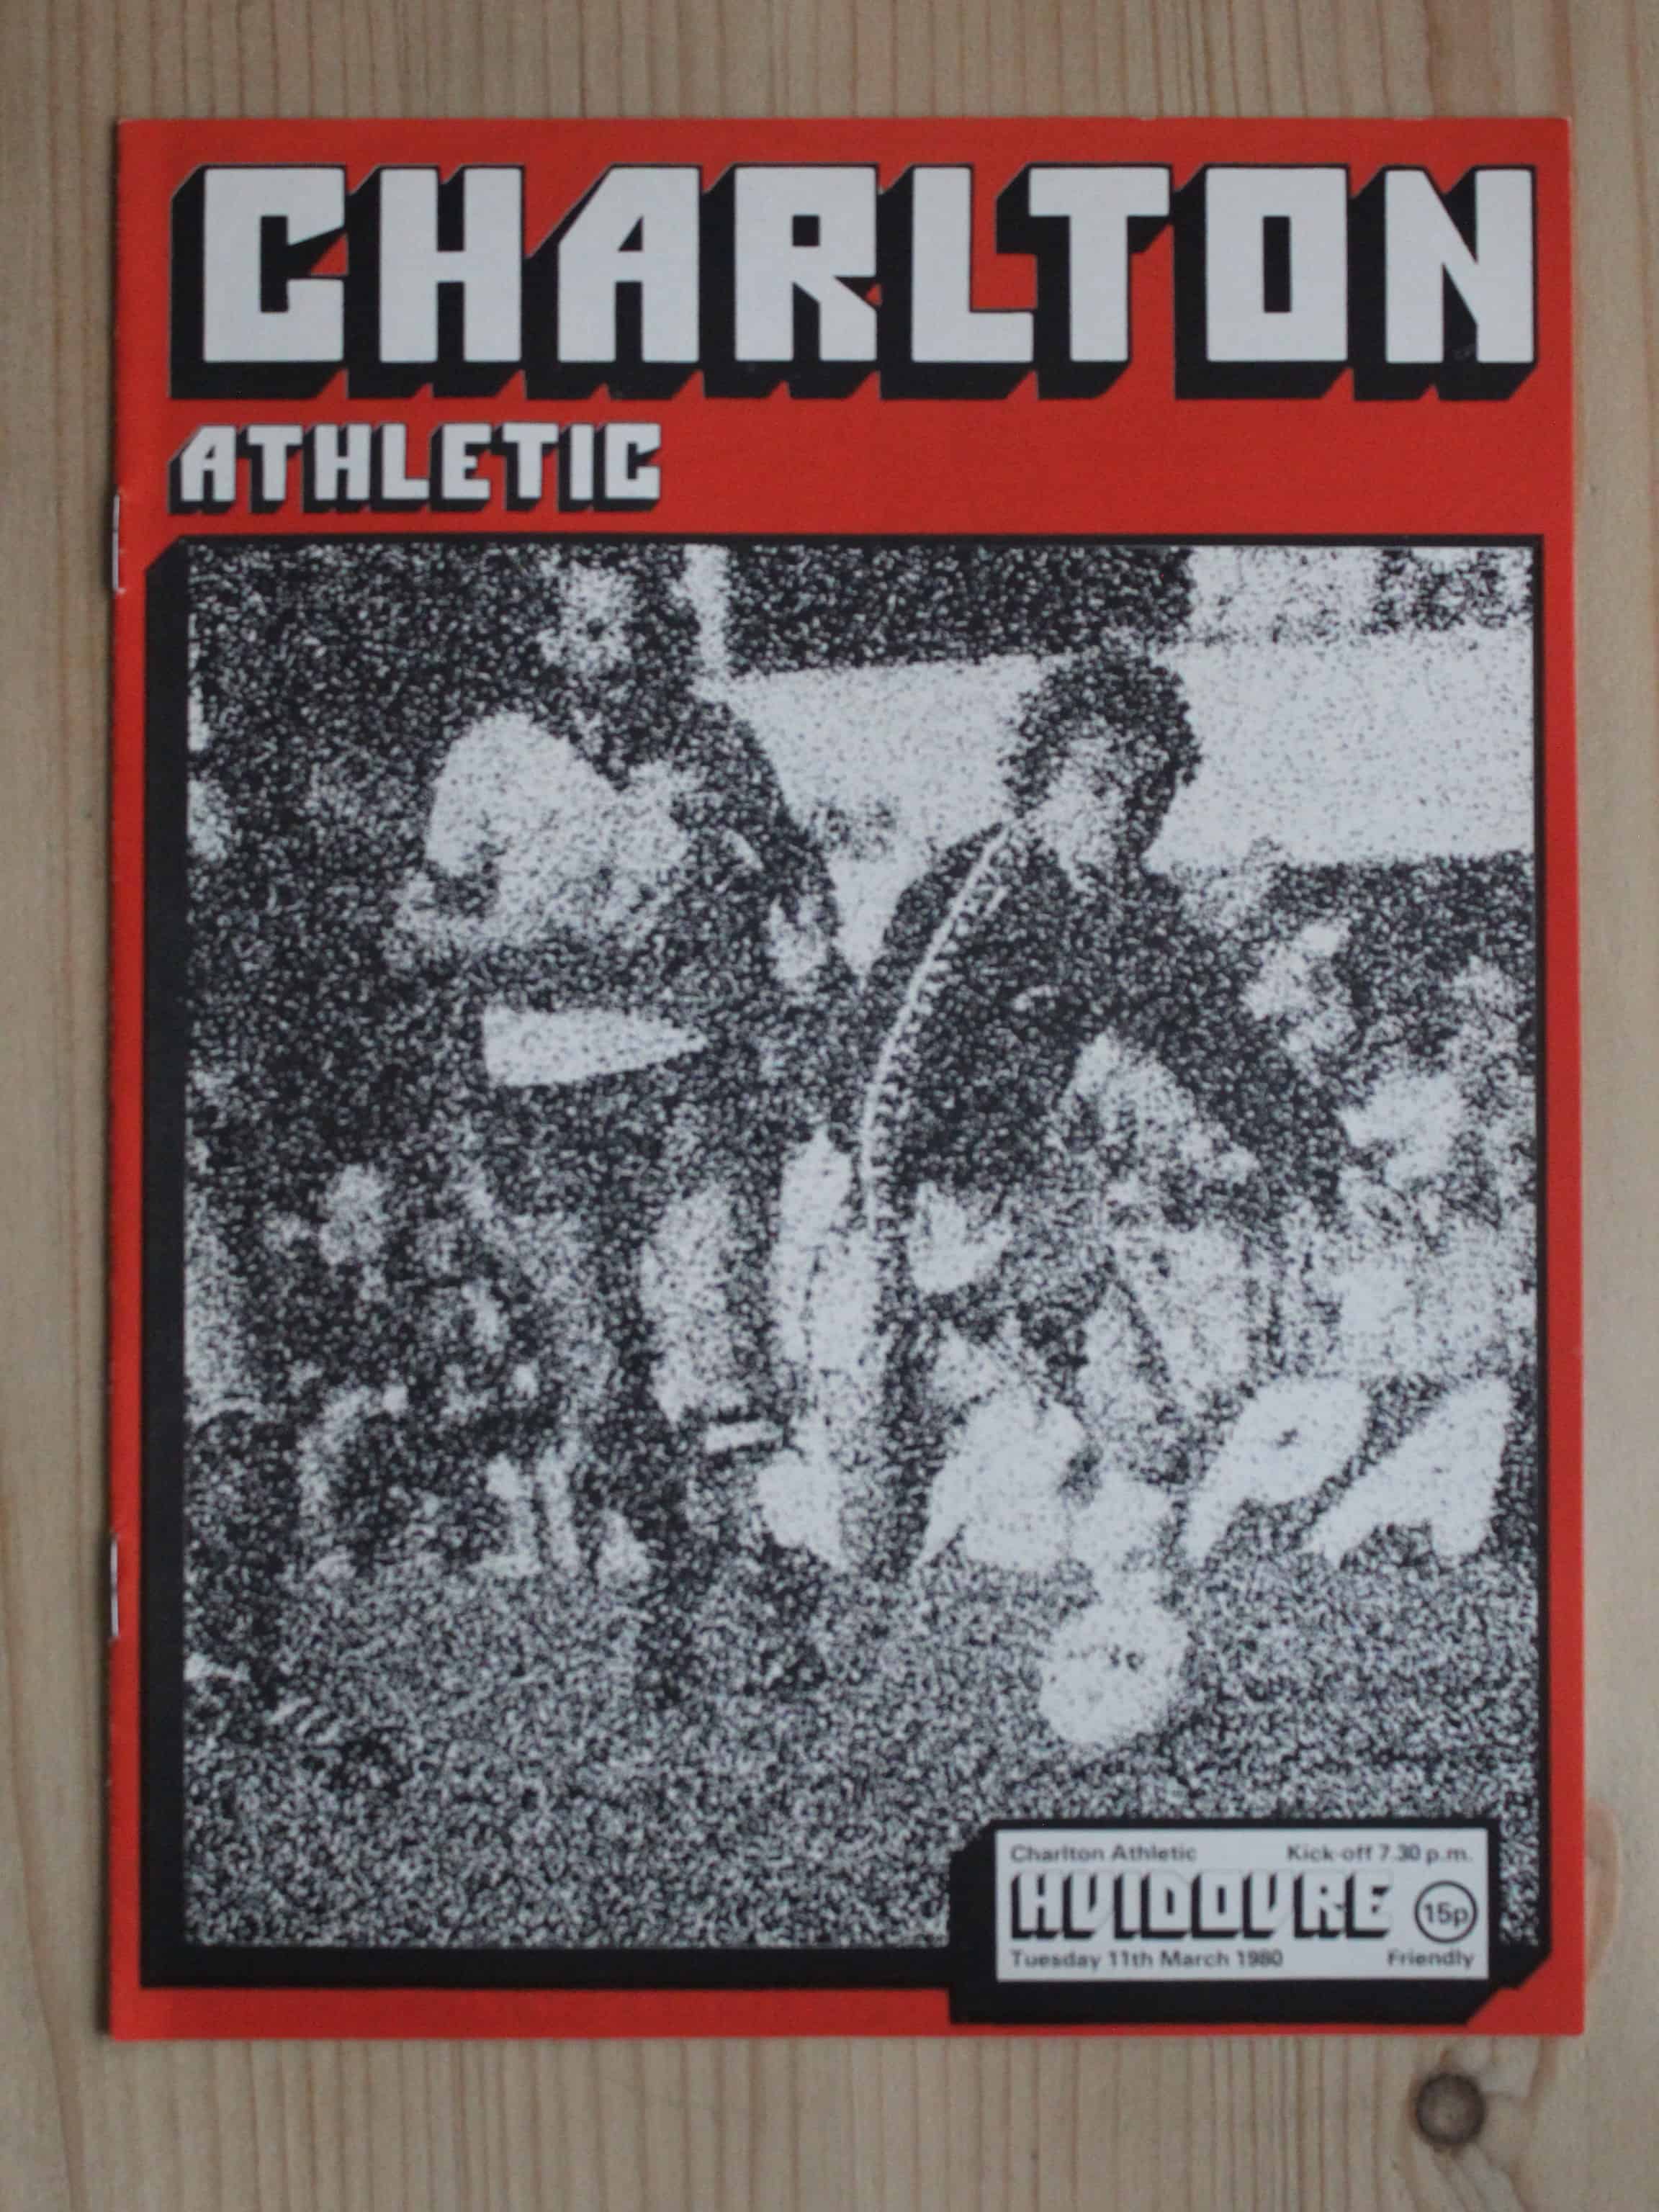 CHARLTON
ATHLETIC
Charlton Athletic Kick-off 7.30 p.m.
HVIDOVRE 15p
Tuesday 11th March 1980 Friendly